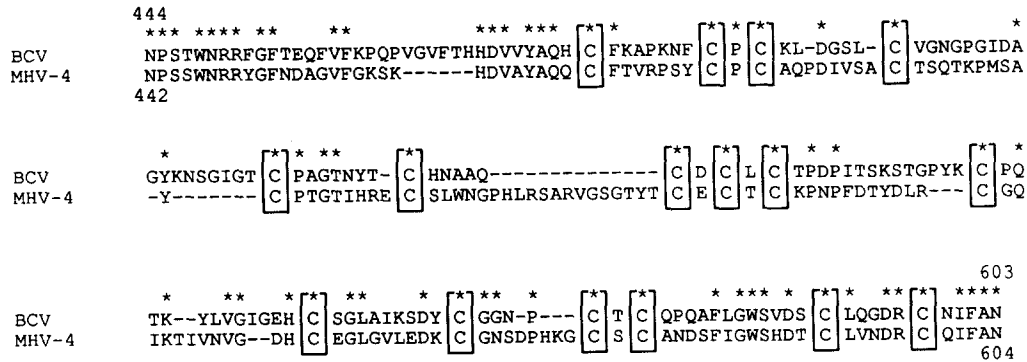 444
*** **** ** ** *** *** [*] * [*] * [*] * [*] *
BCV NPSTWNRRFGFTEQFVFKPQPVGVFTHHDVVYAQH [C] FKAPKNF [C] P [C] KL-DGSL- [C] VGNGPGIDA
MHV-4 NPSSWNRRYGFNDAGVFGKSK------HDVAYAQQ [C] FTVRPSY [C] P [C] AQPDIVSA [C] TSQTKPMSA
442
* [*] * ** [*] [*] [*] [*] * * [*] *
BCV GYKNSGIGT [C] PAGTNYT- [C] HNAAQ-------------- [C] D [C] L [C] TPDPITSKSTGPYK [C] PQ
MHV-4 -Y------- [C] PTGTIHRE [C] SLWNGPHLRSARVGSGTYT [C] E [C] T [C] KPNPFDTYDLR--- [C] GQ
603
* ** * [*] ** * [*] ** * [*] [*] * *** * [*] * ** [*] ****
BCV TK--YLVGIGEH [C] SGLAIKSDY [C] GGN-P--- [C] T [C] QPQAFLGWSVDS [C] LQGDR [C] NIFAN
MHV-4 IKTIVNVG--DH [C] EGLGVLEDK [C] GNSDPHKG [C] S [C] ANDSFIGWSHDT [C] LVNDR [C] QIFAN
604